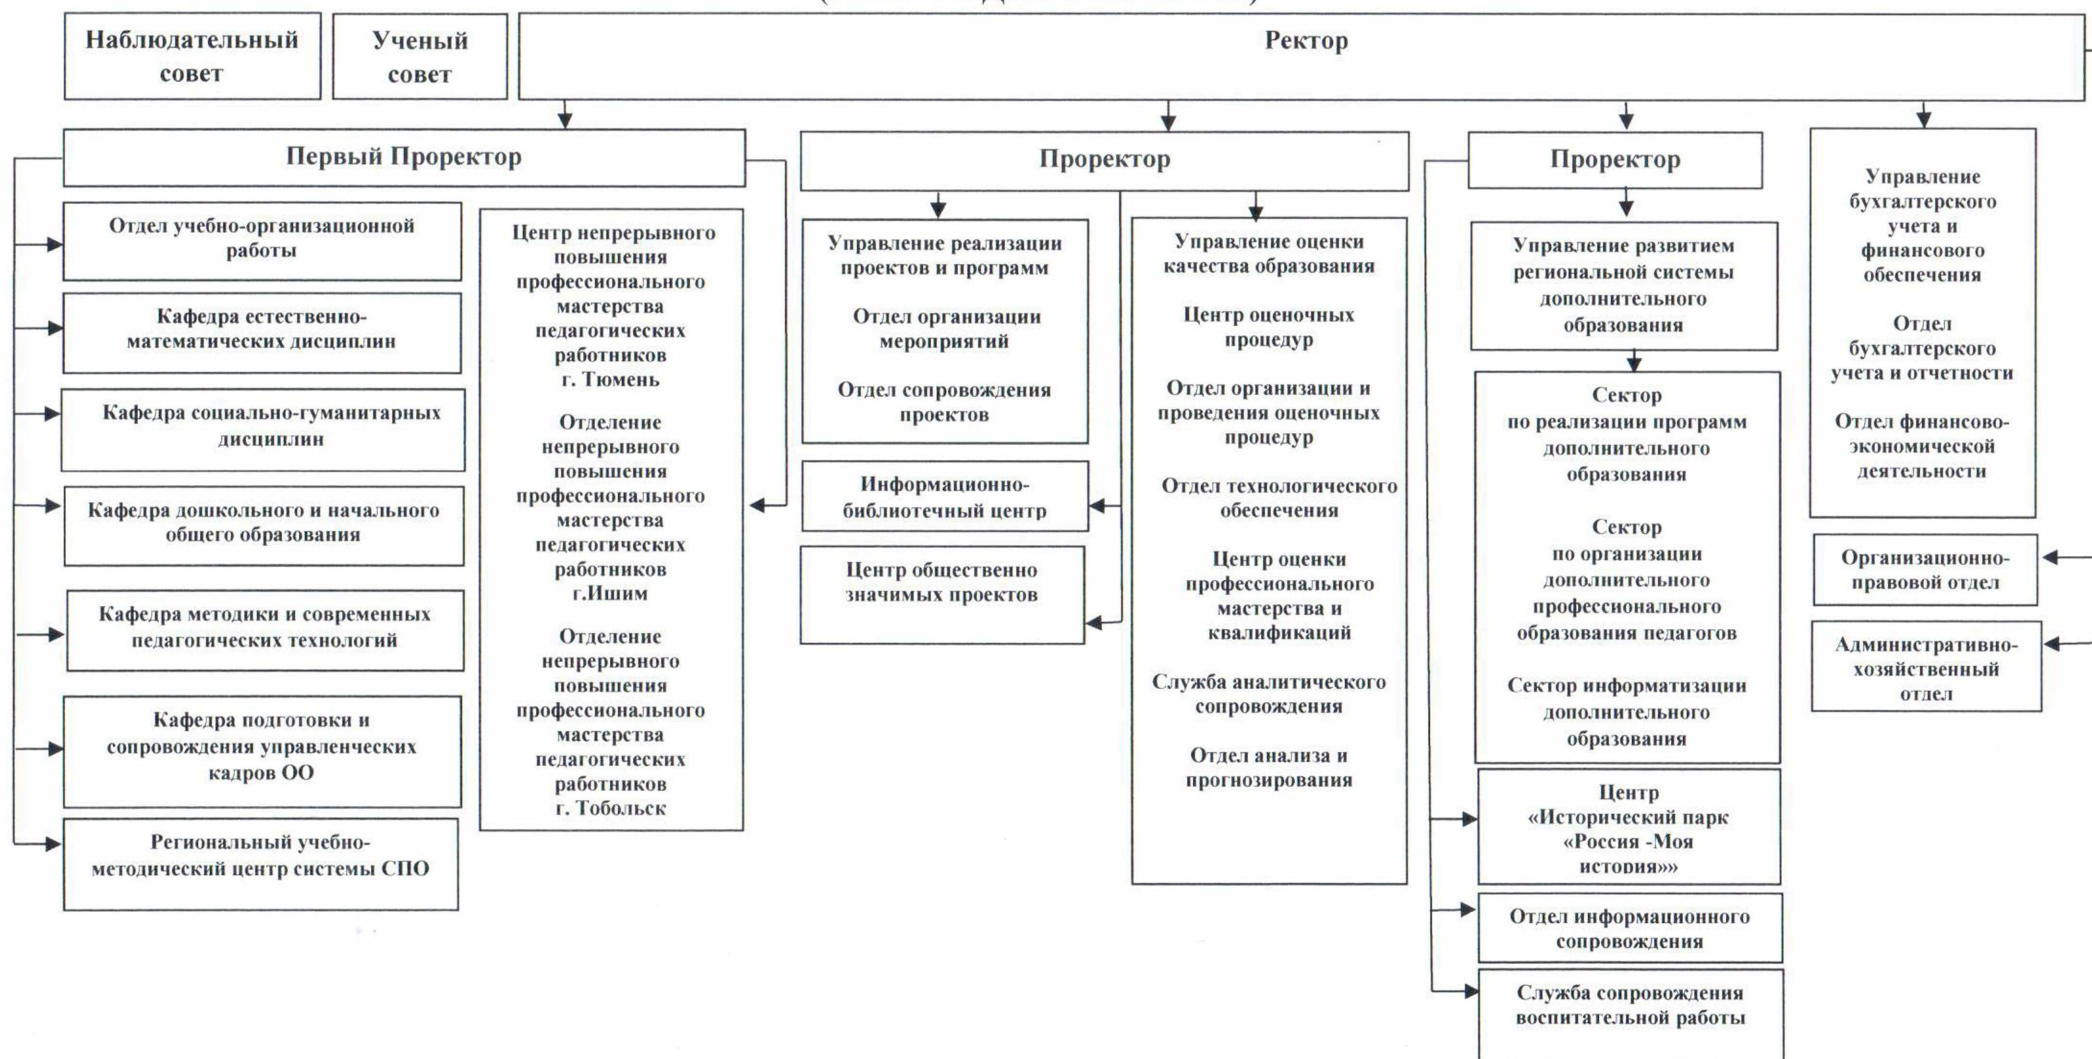 Наблюдательный
совет
Ученый
совет
Ректор
Первый Проректор
Проректор
Проректор
Отдел учебно-организационной
работы
Кафедра естественно-
математических дисциплин
Кафедра социально-гуманитарных
дисциплин
Кафедра дошкольного и начального
общего образования
Кафедра методики и современных
педагогических технологий
Кафедра подготовки и
сопровождения управленческих
кадров ОО
Региональный учебно-
методический центр системы СПО
Центр непрерывного
повышения
профессионального
мастерства
педагогических
работников
г. Тюмень
Отделение
непрерывного
повышения
профессионального
мастерства
педагогических
работников
г.Ишим
Отделение
непрерывного
повышения
профессионального
мастерства
педагогических
работников
г. Тобольск
Управление реализации
проектов и программ
Отдел организации
мероприятий
Отдел сопровождения
проектов
Информационно-
библиотечный центр
Центр общественно
значимых проектов
Управление оценки
качества образования
Центр оценочных
процедур
Отдел организации и
проведения оценочных
процедур
Отдел технологического
обеспечения
Центр оценки
профессионального
мастерства и
квалификаций
Служба аналитического
сопровождения
Отдел анализа и
прогнозирования
Управление развитием
региональной системы
дополнительного
образования
Сектор
по реализации программ
дополнительного
образования
Сектор
по организации
дополнительного
профессионального
образования педагогов
Сектор информатизации
дополнительного
образования
Центр
«Исторический парк
«Россия -Моя
история»»
Отдел информационного
сопровождения
Служба сопровождения
воспитательной работы
Управление
бухгалтерского
учета и
финансового
обеспечения
Отдел
бухгалтерского
учета и отчетности
Отдел финансово-
экономической
деятельности
Организационно-
правовой отдел
Административно-
хозяйственный
отдел